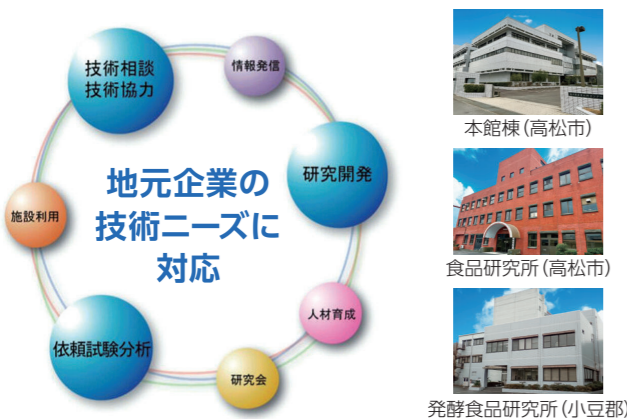 技術相談
技術協力
情報発信
研究開発
人材育成
研究会
依頼試験分析
施設利用
地元企業の
技術ニーズに
対応
本館棟(高松市)
食品研究所(高松市)
発酵食品研究所(小豆郡)